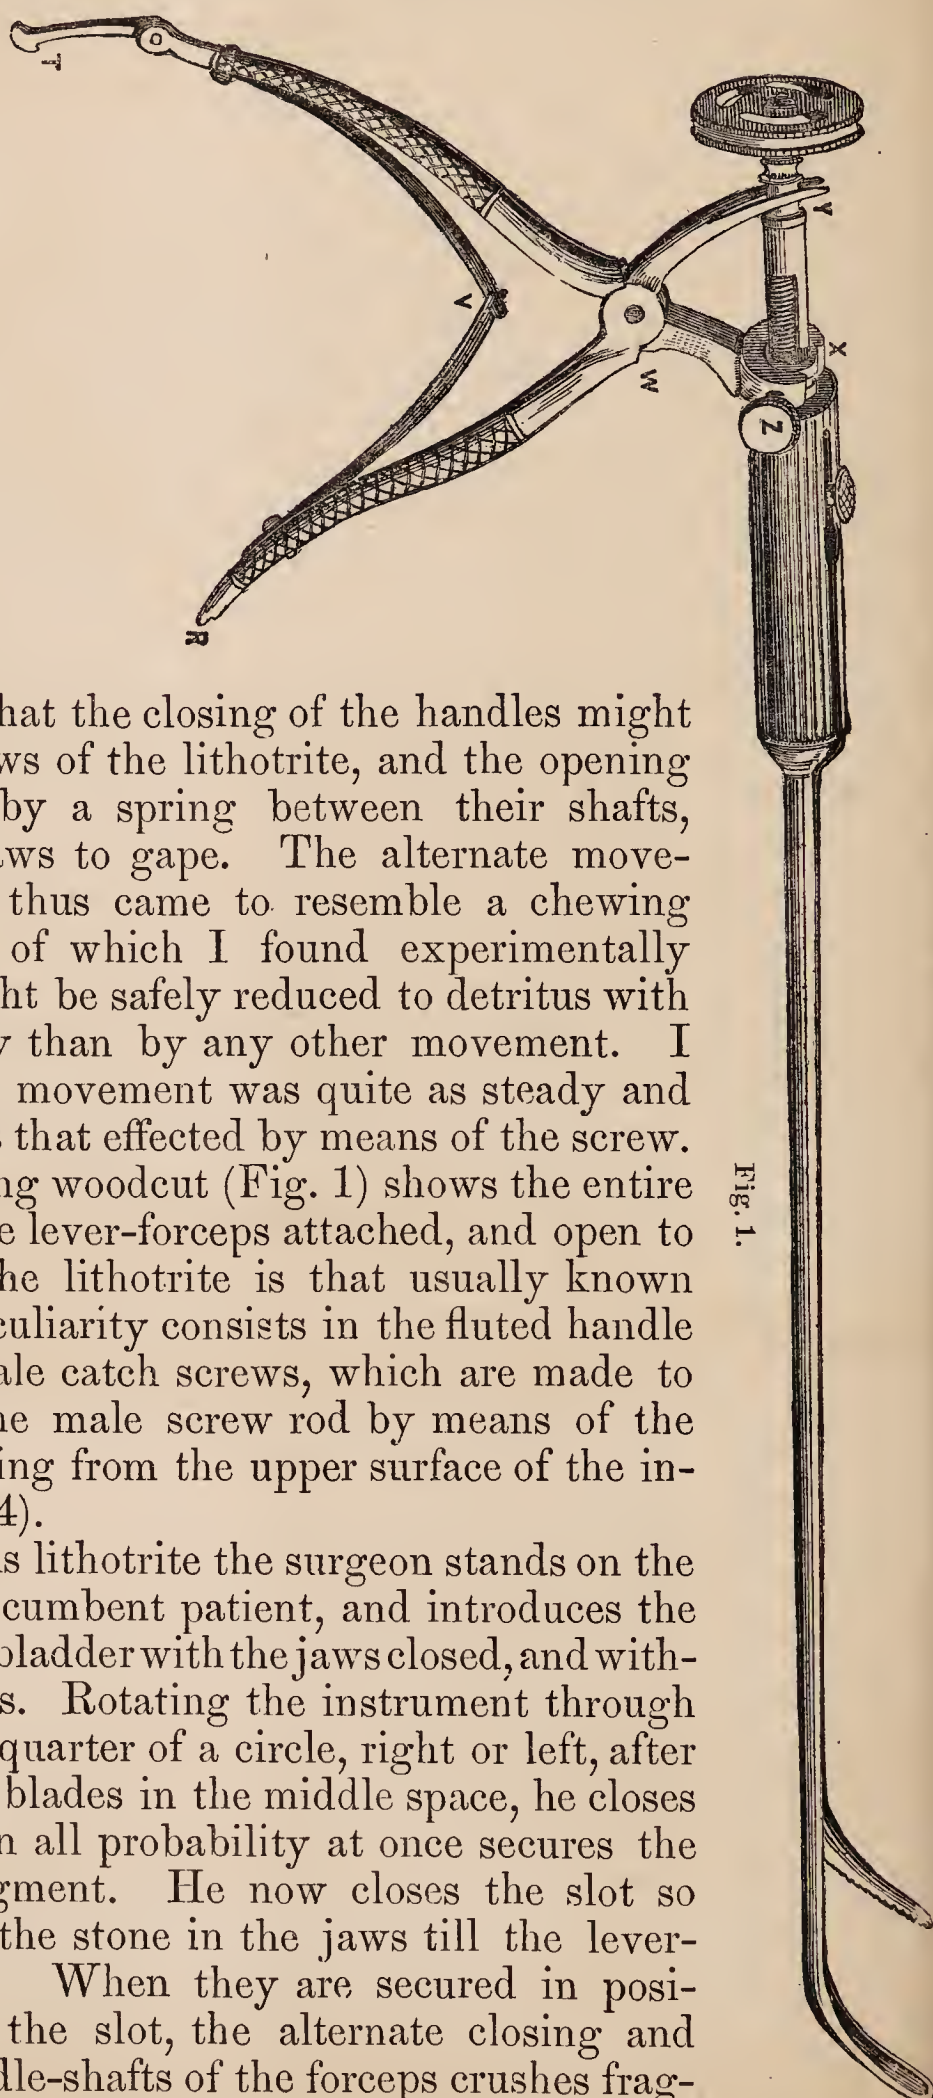 T
Y
V
X
W
Z
R
hat the closing of the handles might
ws of the lithotrite, and the opening
by a spring between their shafts,
ws to gape. The alternate move-
thus came to resemble a chewing
of which I found experimentally
ht be safely reduced to detritus with
than by any other movement. I
movement was quite as steady and
that effected by means of the screw.
ng woodcut (Fig. 1) shows the entire
e lever-forceps attached, and open to
he lithotrite is that usually known
culiarity consists in the fluted handle
ale catch screws, which are made to
he male screw rod by means of the
ing from the upper surface of the in-
4).
is lithotrite the surgeon stands on the
cumbent patient, and introduces the
bladder with the jaws closed, and with-
s. Rotating the instrument through
quarter of a circle, right or left, after
blades in the middle space, he closes
n all probability at once secures the
gment. He now closes the slot so
the stone in the jaws till the lever-
When they are secured in posi-
the slot, the alternate closing and
dle-shafts of the forceps crushes frag-
Fig. 1.